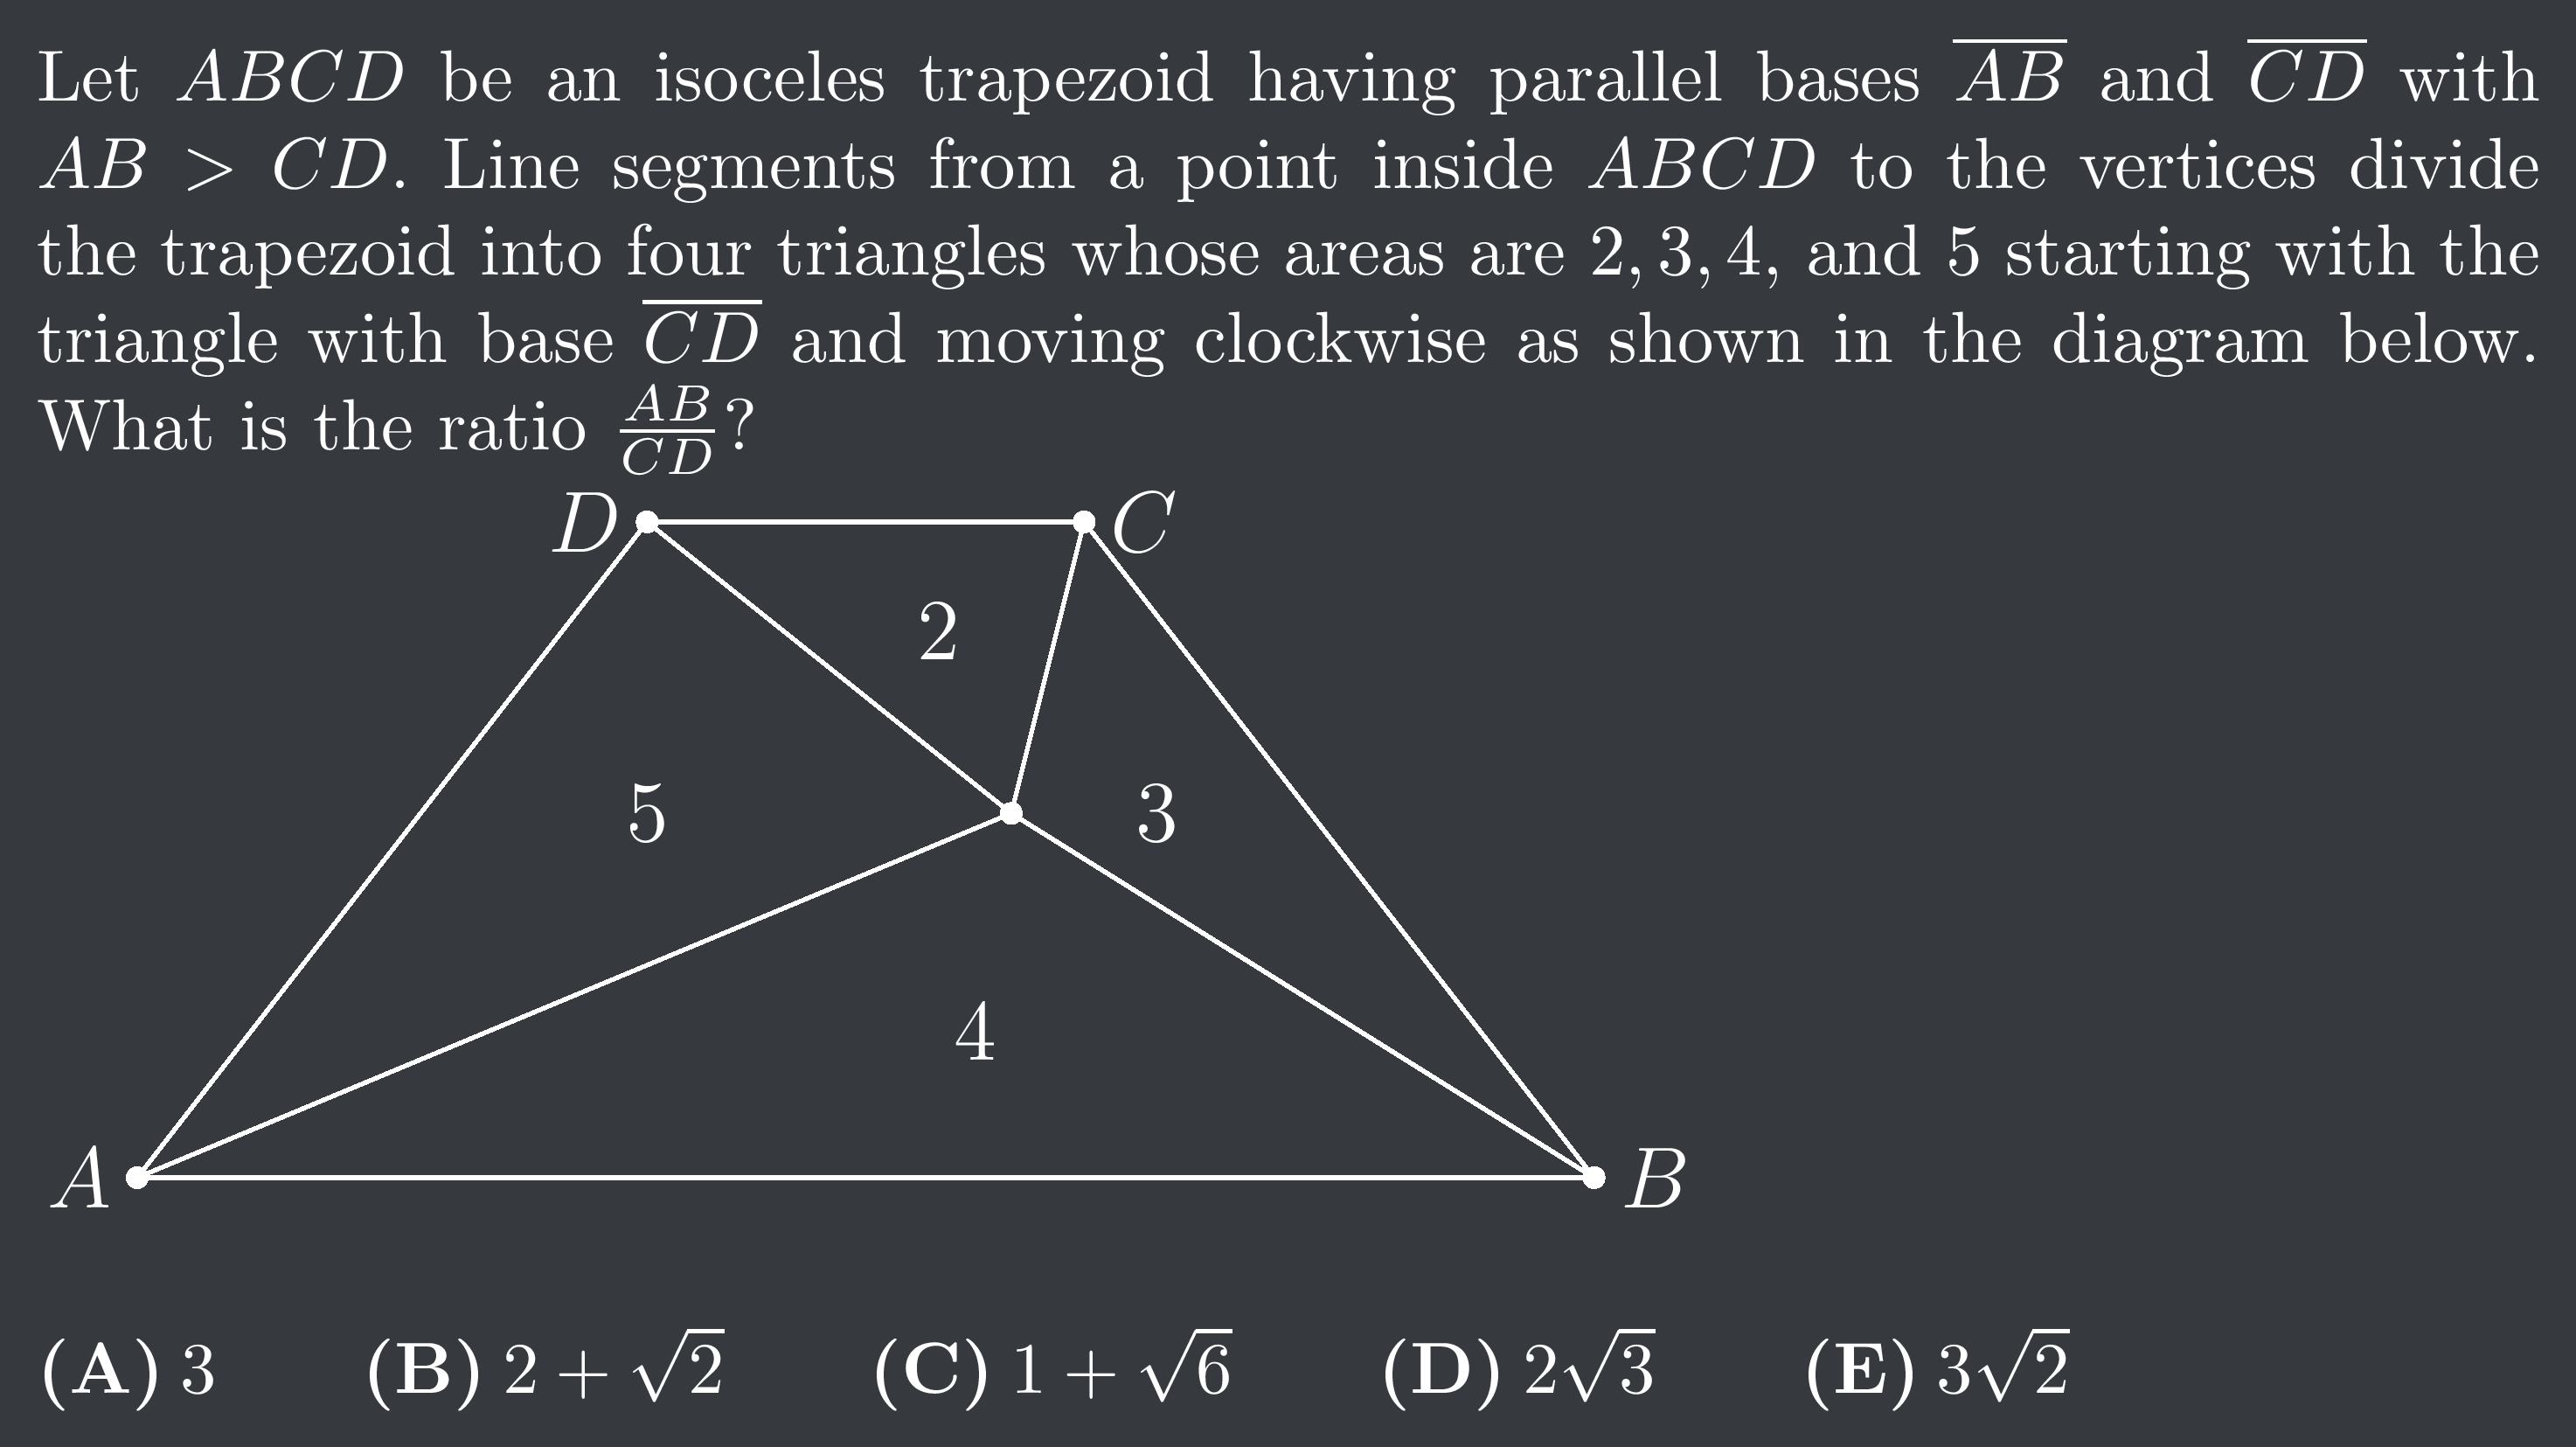 Let ABCD be an isoceles trapezoid having parallel bases \overline{AB} and \overline{CD} with
AB > CD. Line segments from a point inside ABCD to the vertices divide
the trapezoid into four triangles whose areas are 2, 3, 4, and 5 starting with the
triangle with base \overline{CD} and moving clockwise as shown in the diagram below.
What is the ratio \frac{AB}{CD}?
D C
2
5 3
4
A B
(A) 3 (B) 2 + √2 (C) 1 + √6 (D) 2√3 (E) 3√2